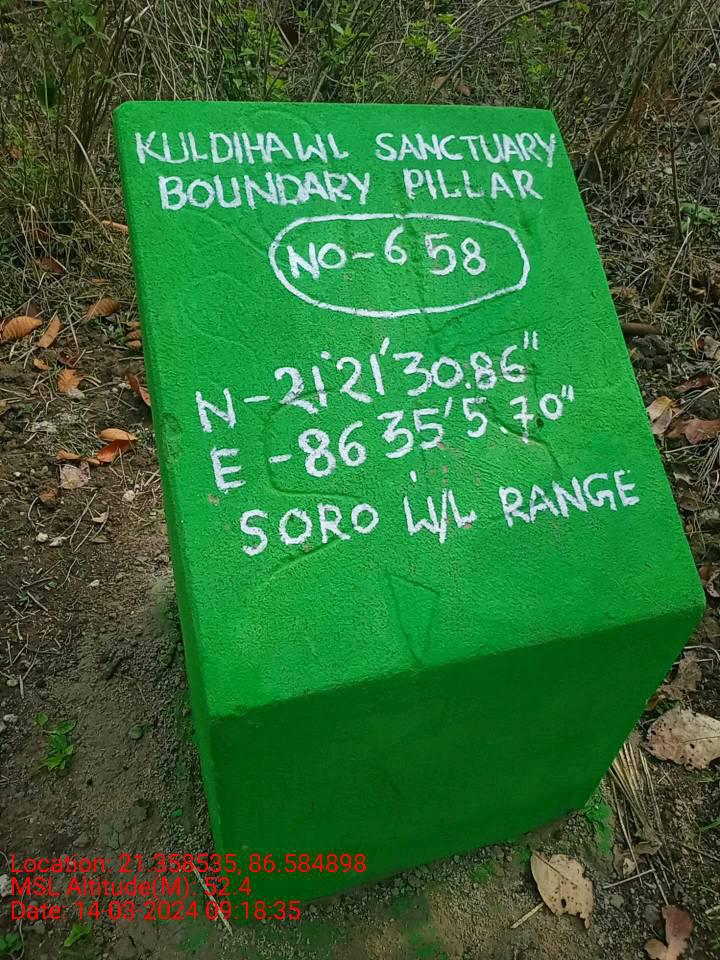 KULDIHAWL SANCTUARY
BOUNDARY PILLAR
NO-658
N-21°21'30.86"
E-86 35'5.70"
SORO W/L RANGE
Location: 21.358535, 86.584898
MSL Altitude(M): 52.4
Date: 14-03-2024 09:18:35